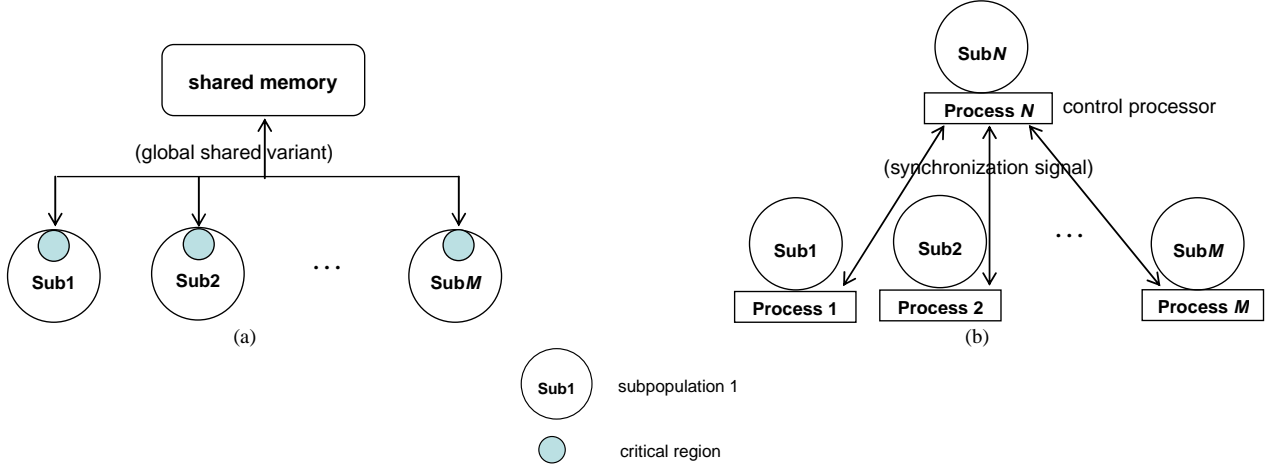 shared memory
(global shared variant)
Sub1
Sub2
...
SubM
(a)
SubN
Process N
control processor
(synchronization signal)
Sub1
Sub2
...
SubM
Process 1
Process 2
Process M
(b)
Sub1
subpopulation 1
critical region